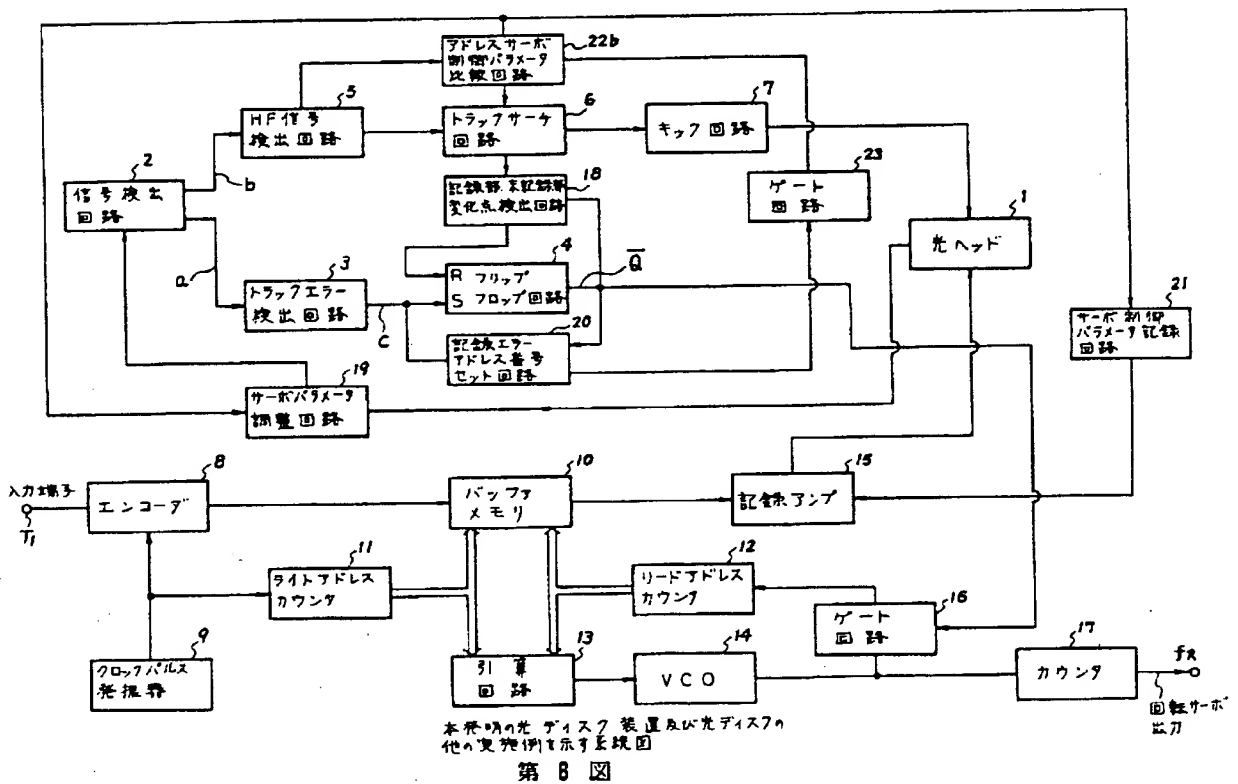 アドレスサーボ
制御パラメータ
比較回路
22b
5
HF信号
検出回路
6
トラックサーチ
回路
7
キック回路
2
信号検出
回路
b
a
18
記録部・未記録部
変化点検出回路
23
ゲート
回路
1
光ヘッド
3
トラックエラー
検出回路
C
4
R フリップ
S フロップ回路
Q̅
20
記録エラー
アドレス番号
セット回路
21
サーボ制御
パラメータ記録
回路
19
サーボパラメータ
調整回路
入力端子
T1
8
エンコーダ
10
バッファ
メモリ
15
記録アンプ
11
ライトアドレス
カウンタ
12
リードアドレス
カウンタ
16
ゲート
回路
9
クロックパルス
発振器
13
引算
回路
14
VCO
17
カウンタ
fR
回転サーボ
出力
本発明の光ディスク装置及び光ディスクの
他の実施例を示す系統図
第8図